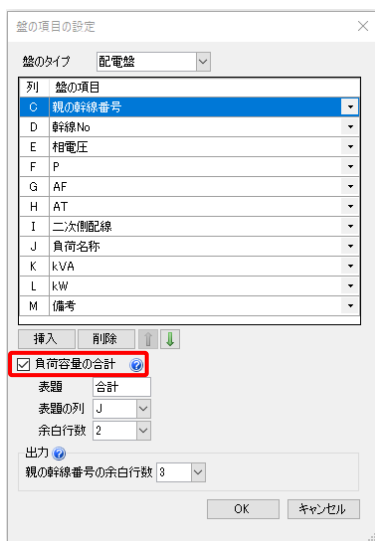 盤の項目の設定
盤のタイプ 配電盤
列 盤の項目
C 親の幹線番号
D 幹線No
E 相電圧
F P
G AF
H AT
I 二次側配線
J 負荷名称
K kVA
L kW
M 備考
挿入 削除
負荷容量の合計
表題 合計
表題の列 J
余白行数 2
出力
親の幹線番号の余白行数 3
OK キャンセル